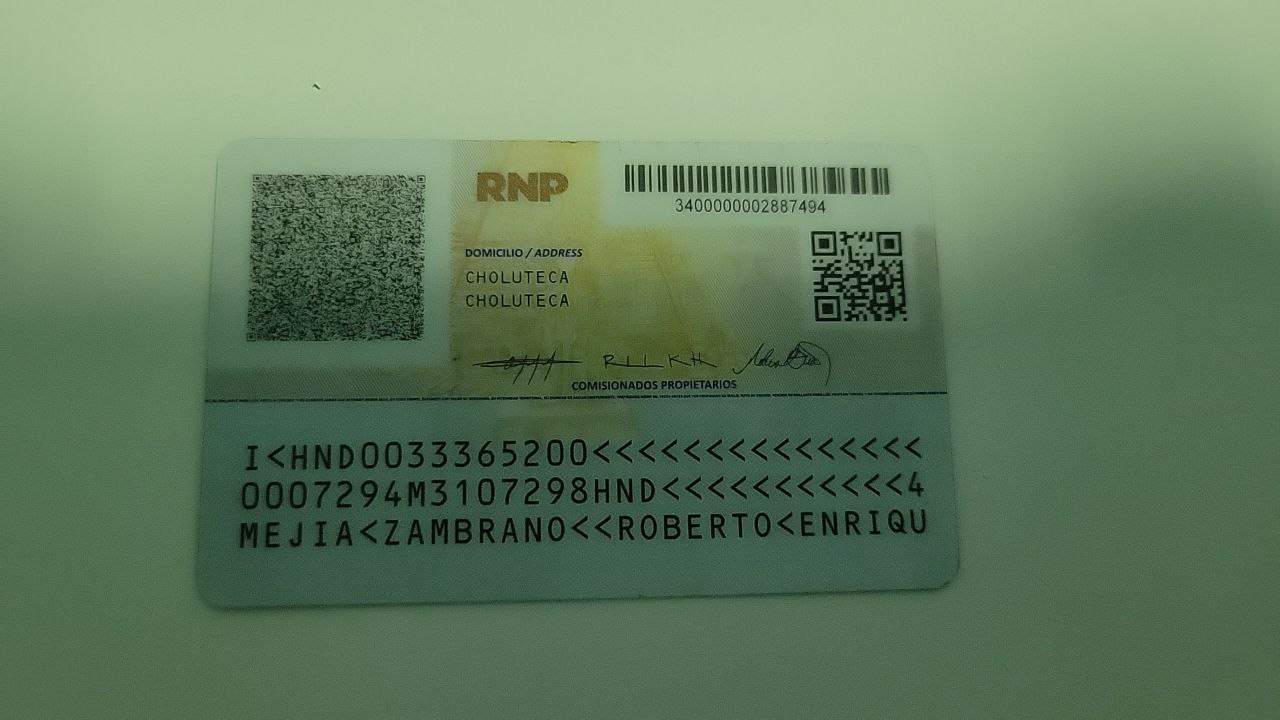 RNP
3400000002887494
DOMICILIO / ADDRESS
CHOLUTECA
CHOLUTECA
COMISIONADOS PROPIETARIOS
I<HND0033365200<<<<<<<<<<<<<<<
0007294M3107298HND<<<<<<<<<<<4
MEJIA<ZAMBRANO<<ROBERTO<ENRIQU